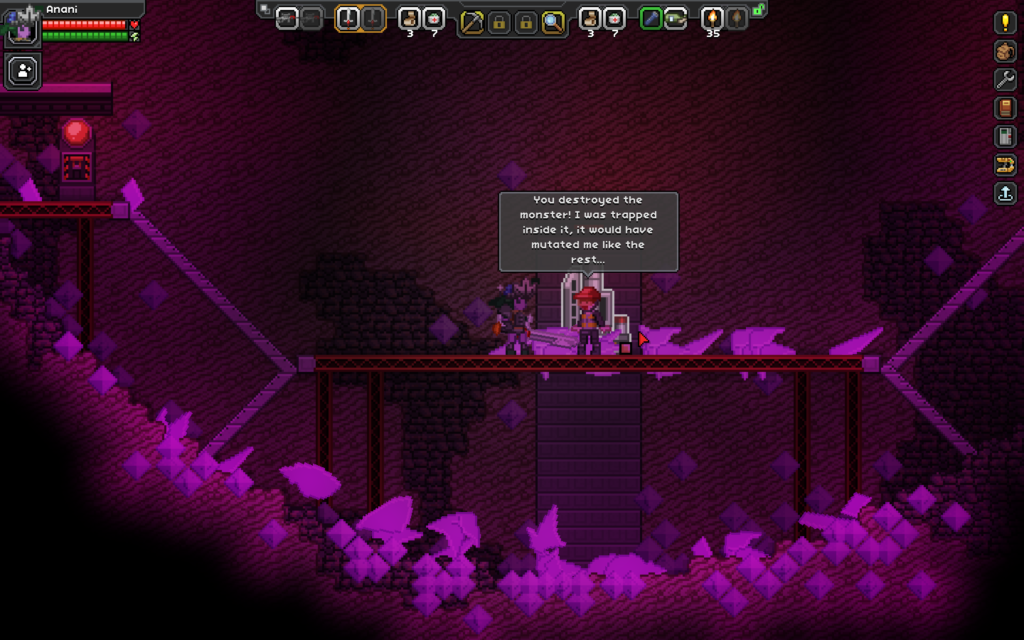 Anani
3
7
3
7
35
You destroyed the
monster! I was trapped
inside it, it would have
mutated me like the
rest...